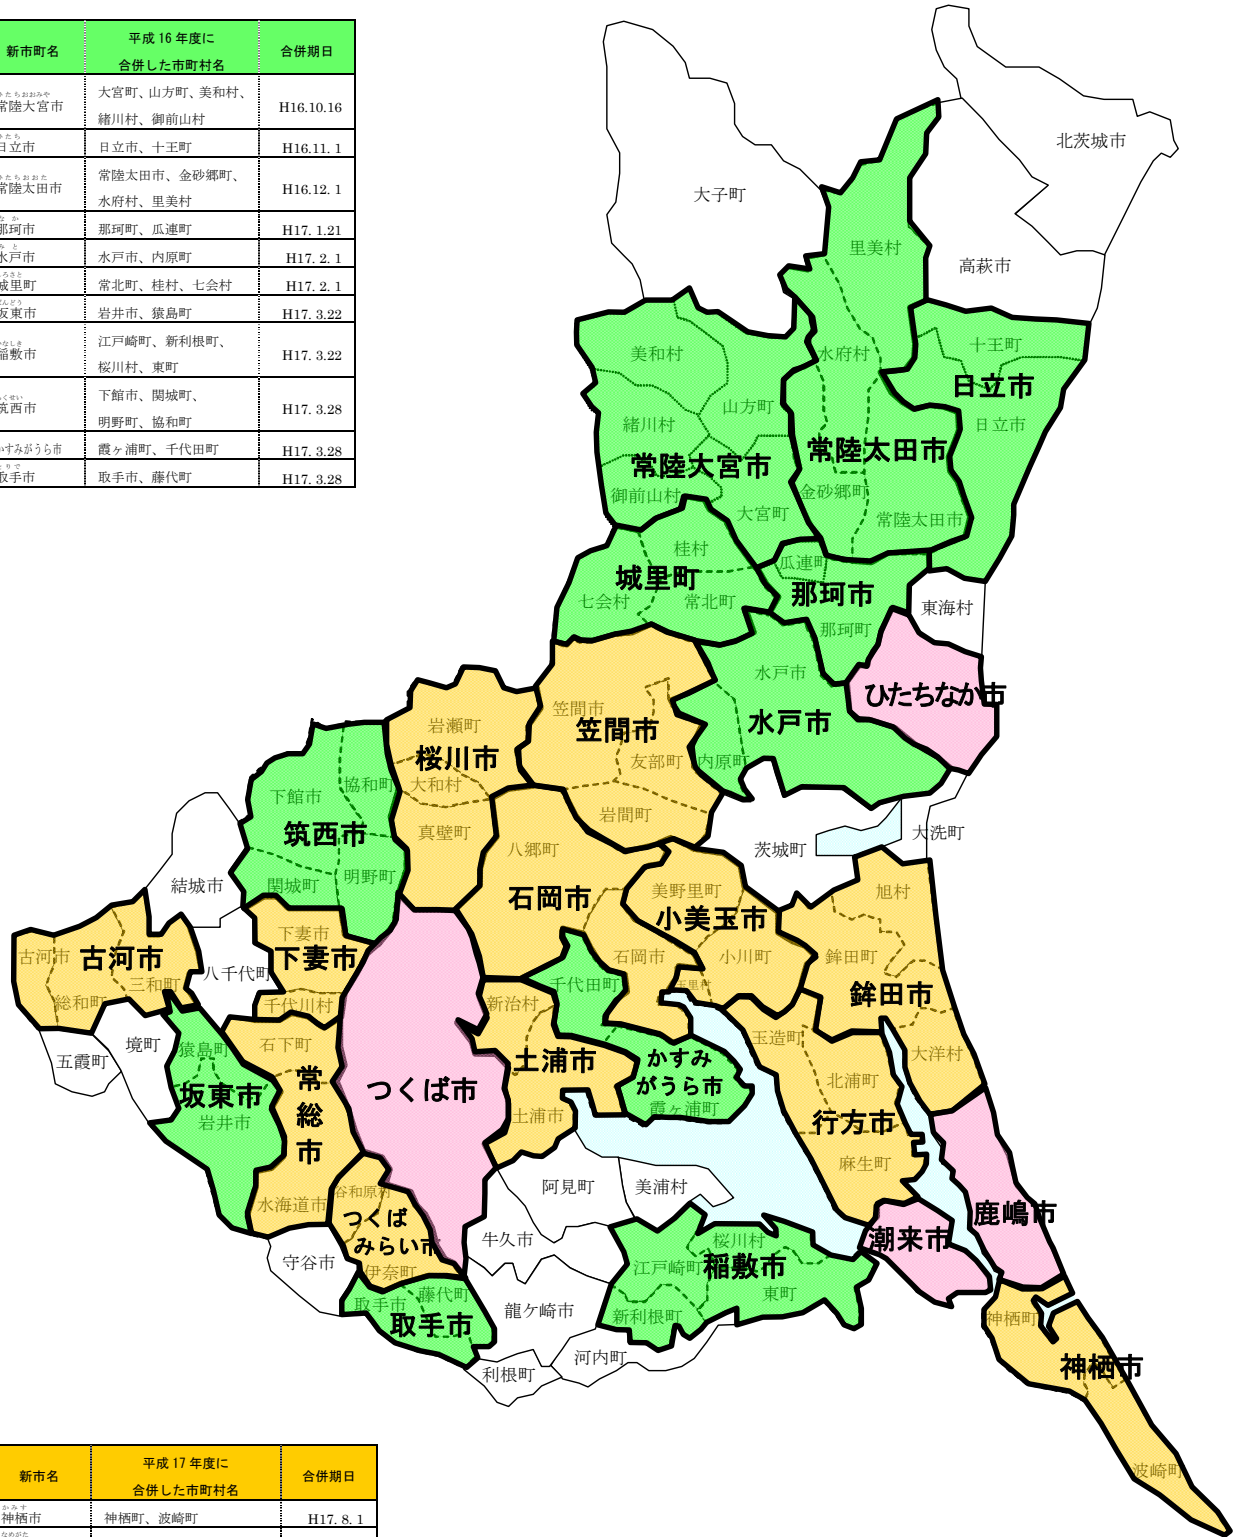 新市町名 平成 16 年度に 合併した市町村名 合併期日
常陸大宮市 大宮町、山方町、美和村、 H16.10.16
緒川村、御前山村
日立市 日立市、十王町 H16.11. 1
常陸太田市 常陸太田市、金砂郷町、 H16.12. 1
水府村、里美村
那珂市 那珂町、瓜連町 H17. 1.21
水戸市 水戸市、内原町 H17. 2. 1
城里町 常北町、桂村、七会村 H17. 2. 1
坂東市 岩井市、猿島町 H17. 3.22
稲敷市 江戸崎町、新利根町、 H17. 3.22
桜川村、東町
筑西市 下館市、関城町、 H17. 3.28
明野町、協和町
かすみがうら市 霞ヶ浦町、千代田町 H17. 3.28
取手市 取手市、藤代町 H17. 3.28
北茨城市
大子町
里美村
高萩市
十王町
美和村
水府村
日立市
山方町
緒川村
日立市
常陸太田市
常陸大宮市
御前山村
金砂郷町
大宮町
常陸太田市
桂村
瓜連町
城里町
那珂市
七会村
常北町
東海村
那珂町
水戸市
ひたちなか市
笠間市
岩瀬町
笠間市
水戸市
桜川市
友部町
内原町
協和町
大和村
下館市
岩間町
筑西市
真壁町
大洗町
八郷町
茨城町
結城市
関城町
明野町
石岡市
美野里町
旭村
小美玉市
下妻市
古河市
古河市
下妻市
石岡市
小川町
鉾田町
八千代町
三和町
千代田町
玉里村
鉾田市
総和町
千代川村
新治村
玉造町
境町
猿島町
石下町
五霞町
土浦市
かすみ
がうら市
大洋村
つくば市
常
総
市
北浦町
坂東市
霞ヶ浦町
岩井市
土浦市
行方市
麻生町
阿見町
美浦村
水海道市
谷和原村
つくば
みらい市
鹿嶋市
潮来市
牛久市
桜川村
守谷市
伊奈町
江戸崎町
稲敷市
東町
藤代町
取手市
取手市
龍ケ崎市
新利根町
神栖町
河内町
利根町
神栖市
波崎町
新市名 平成 17 年度に 合併した市町村名 合併期日
神栖市 神栖町、波崎町 H17. 8. 1